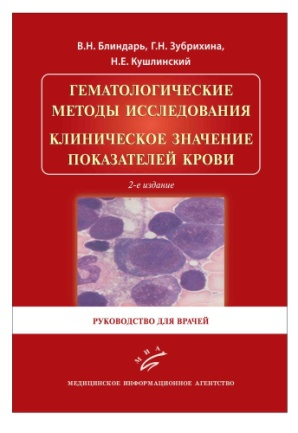 В.Н. Блиндарь, Г.Н. Зубрихина,
Н.Е. Кушлинский
ГЕМАТОЛОГИЧЕСКИЕ
МЕТОДЫ ИССЛЕДОВАНИЯ
КЛИНИЧЕСКОЕ ЗНАЧЕНИЕ
ПОКАЗАТЕЛЕЙ КРОВИ
2-е издание
РУКОВОДСТВО ДЛЯ ВРАЧЕЙ
МИА
МЕДИЦИНСКОЕ ИНФОРМАЦИОННОЕ АГЕНТСТВО